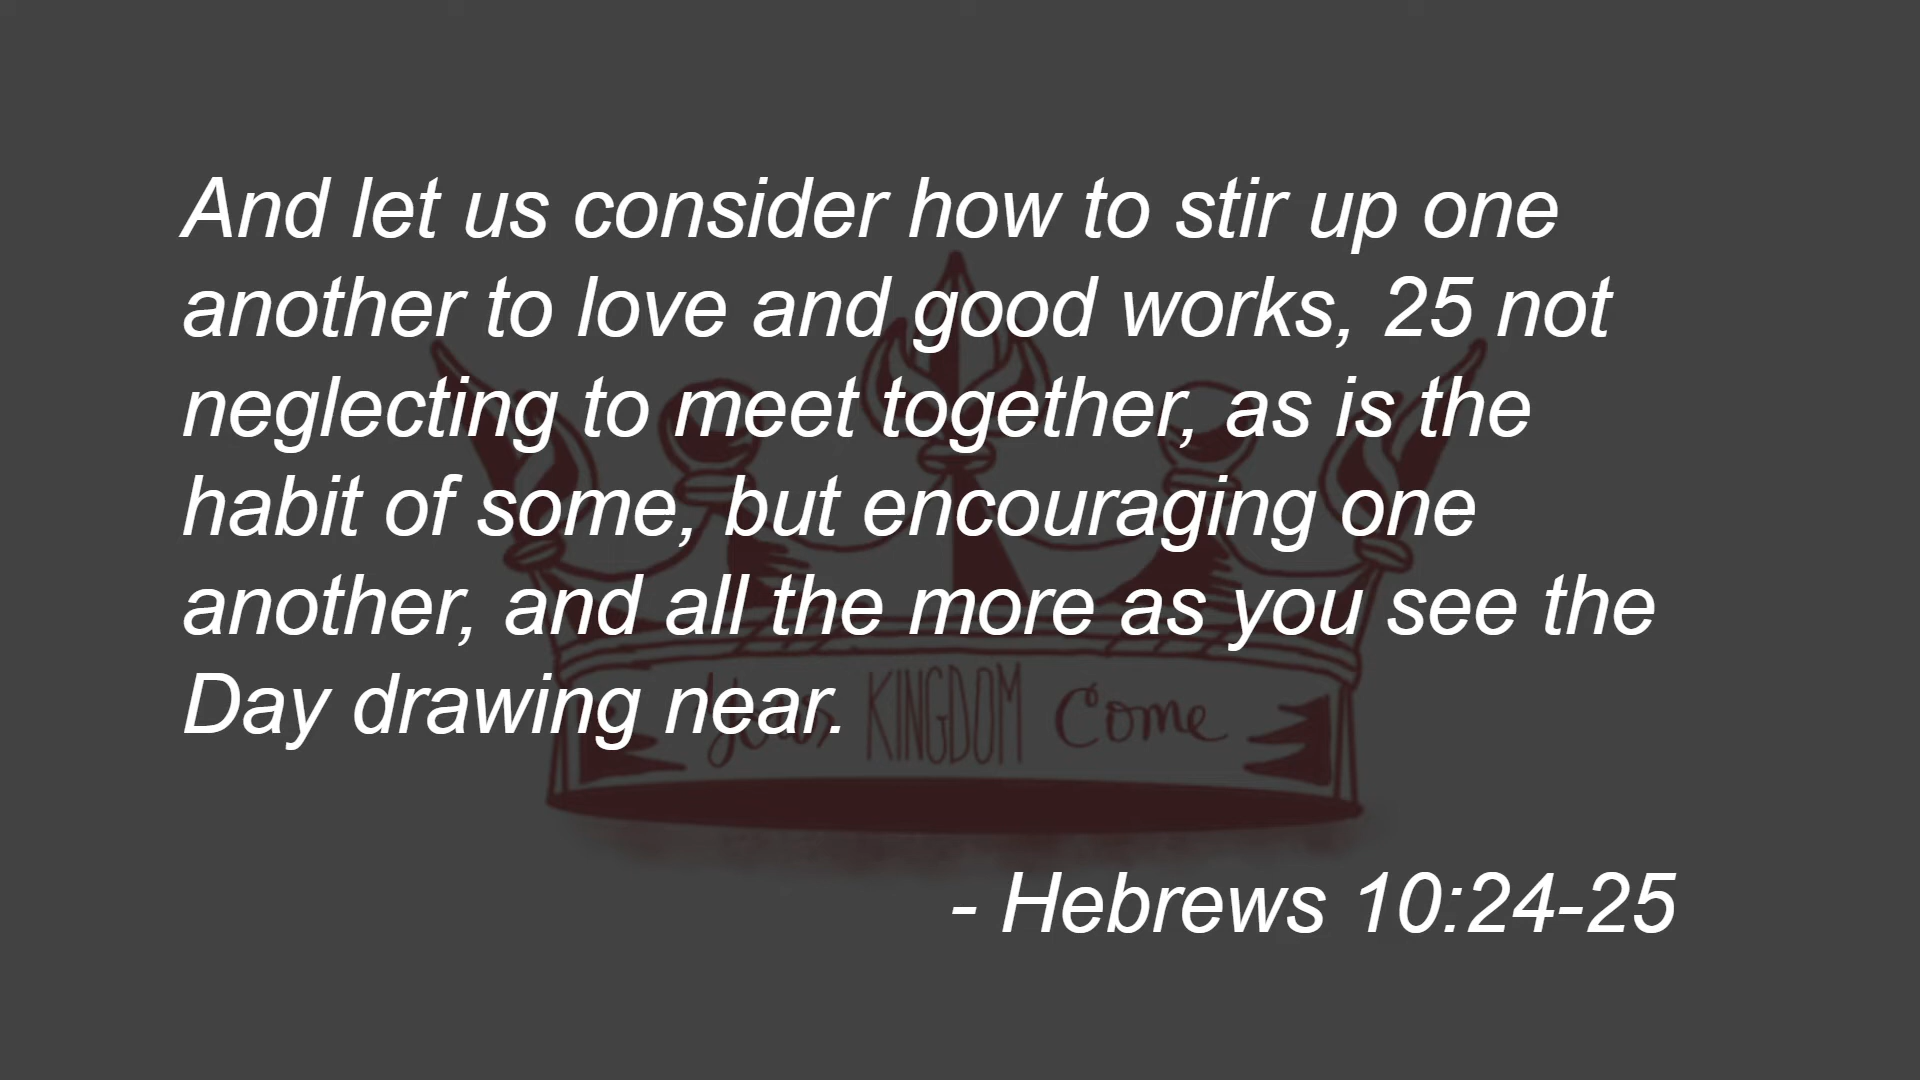 And let us consider how to stir up one
another to love and good works, 25 not
neglecting to meet together, as is the
habit of some, but encouraging one
another, and all the more as you see the
Day drawing near.
Your KINGDOM Come
- Hebrews 10:24-25